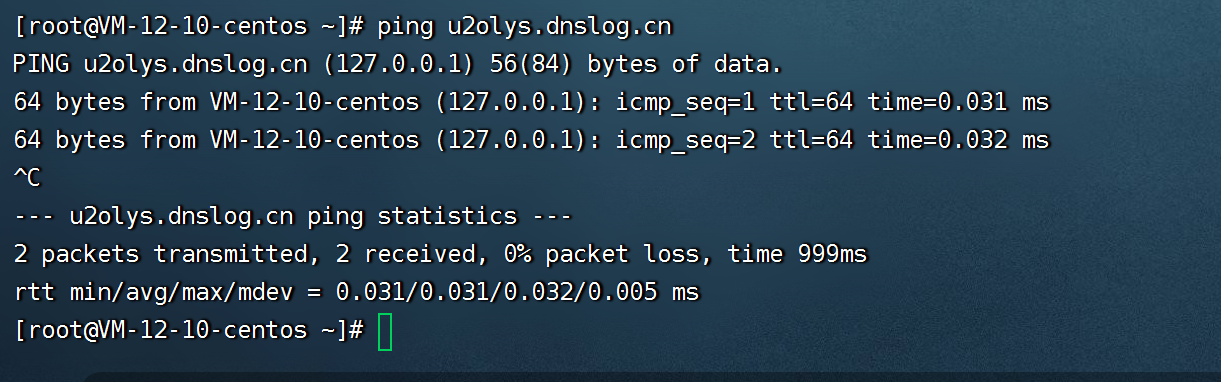 [root@VM-12-10-centos ~]# ping u2olys.dnslog.cn
PING u2olys.dnslog.cn (127.0.0.1) 56(84) bytes of data.
64 bytes from VM-12-10-centos (127.0.0.1): icmp_seq=1 ttl=64 time=0.031 ms
64 bytes from VM-12-10-centos (127.0.0.1): icmp_seq=2 ttl=64 time=0.032 ms
^C
--- u2olys.dnslog.cn ping statistics ---
2 packets transmitted, 2 received, 0% packet loss, time 999ms
rtt min/avg/max/mdev = 0.031/0.031/0.032/0.005 ms
[root@VM-12-10-centos ~]#